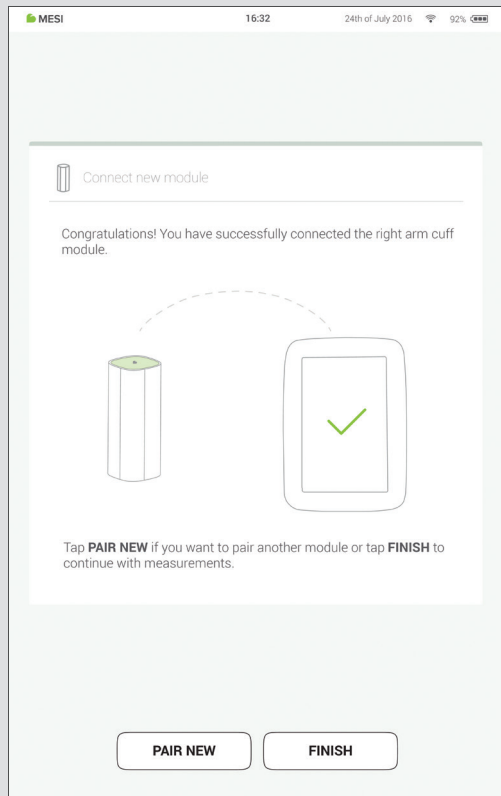 MESI 16:32 24th of July 2016 92%
Connect new module
Congratulations! You have successfully connected the right arm cuff
module.
Tap PAIR NEW if you want to pair another module or tap FINISH to
continue with measurements.
PAIR NEW FINISH